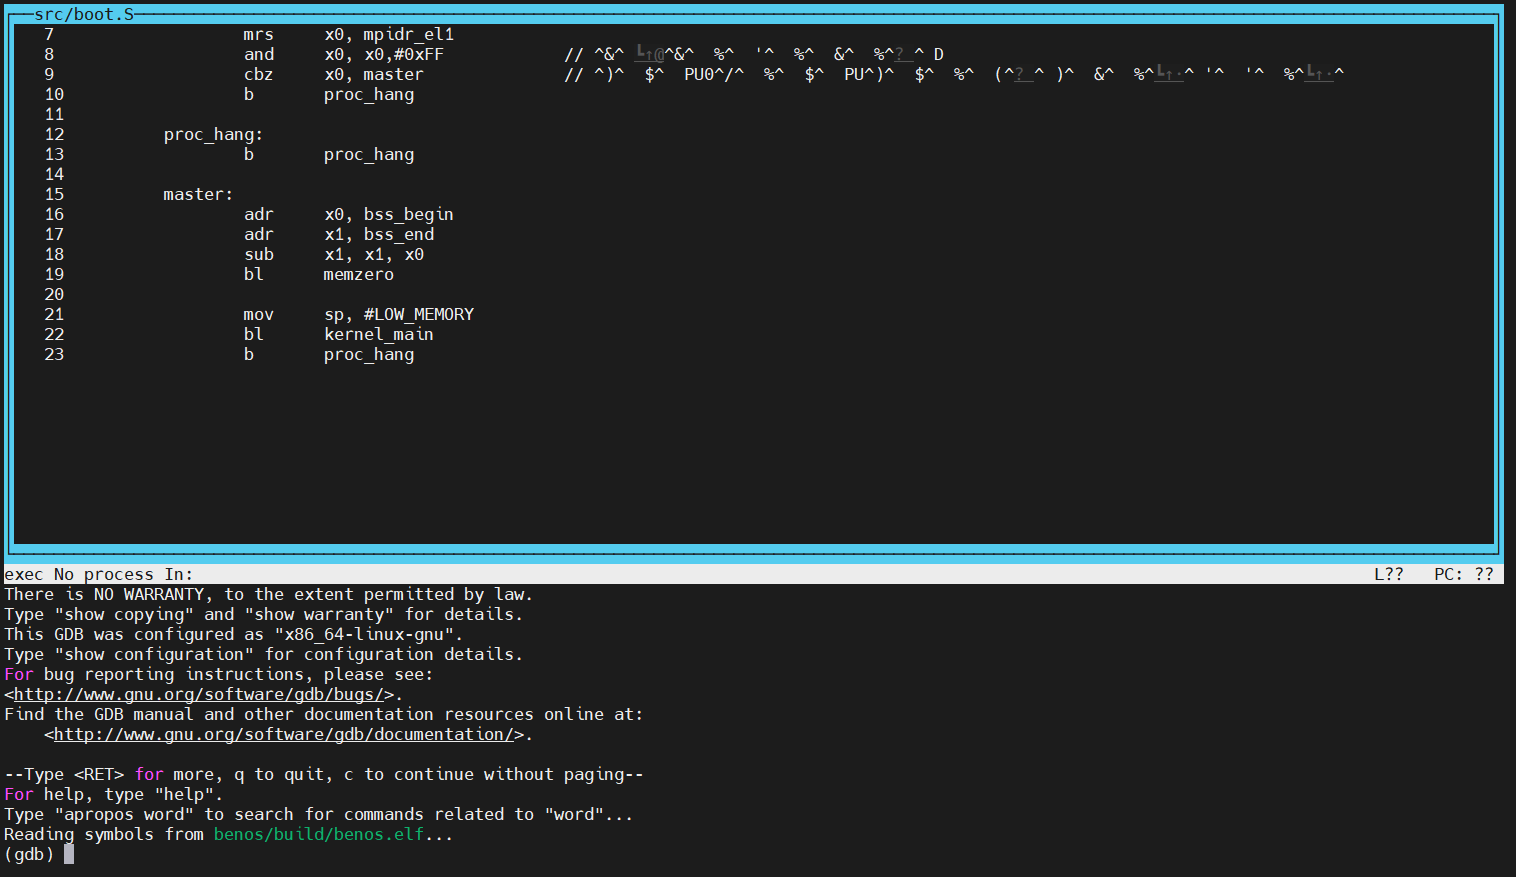 src/boot.S
7 mrs x0, mpidr_el1
8 and x0, x0,#0xFF // ^&^ ^&^ %^ '^ %^ &^ %^? ^ D
9 cbz x0, master // ^)^ $^ PU0^/^ %^ $^ PU^)^ $^ %^ (^? ^ )^ &^ %^ ^ '^ '^ %^ ^
10 b proc_hang
11
12 proc_hang:
13 b proc_hang
14
15 master:
16 adr x0, bss_begin
17 adr x1, bss_end
18 sub x1, x1, x0
19 bl memzero
20
21 mov sp, #LOW_MEMORY
22 bl kernel_main
23 b proc_hang
exec No process In: L?? PC: ??
There is NO WARRANTY, to the extent permitted by law.
Type "show copying" and "show warranty" for details.
This GDB was configured as "x86_64-linux-gnu".
Type "show configuration" for configuration details.
For bug reporting instructions, please see:
<http://www.gnu.org/software/gdb/bugs/>.
Find the GDB manual and other documentation resources online at:
<http://www.gnu.org/software/gdb/documentation/>.
--Type <RET> for more, q to quit, c to continue without paging--
For help, type "help".
Type "apropos word" to search for commands related to "word"...
Reading symbols from benos/build/benos.elf...
(gdb)